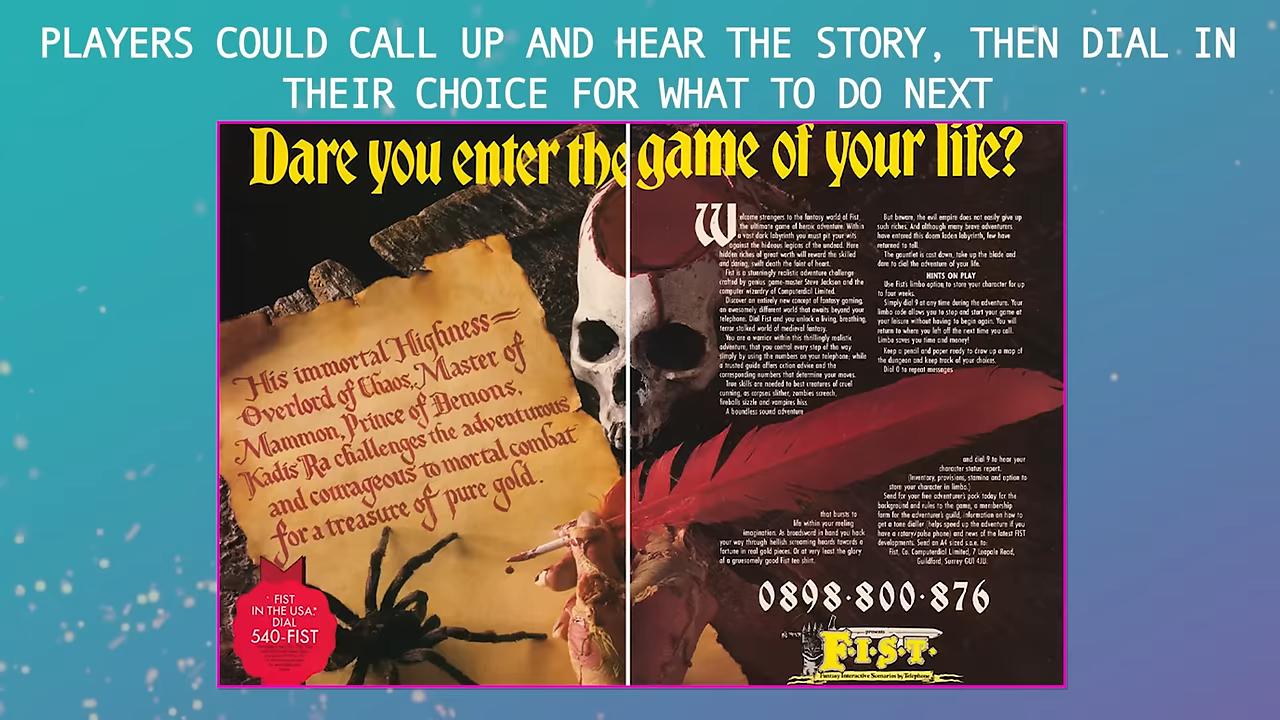 PLAYERS COULD CALL UP AND HEAR THE STORY, THEN DIAL IN
THEIR CHOICE FOR WHAT TO DO NEXT
Dare you enter the game of your life?
His immortal Highness—
Overlord of Chaos, Master of
Mammon, Prince of Demons,
Kadis Ra challenges the adventurous
and courageous to mortal combat
for a treasure of pure gold.
FIST
IN THE USA.*
DIAL
540-FIST
Welcome strangers to the fantasy world of Fist,
the ultimate game of heroic adventure. Within
a vast dark labyrinth you must pit your wits
against the hideous legions of the undead. Here
hidden riches of great worth will reward the skilled
and daring, swift death the faint of heart.
Fist is a stunningly realistic adventure challenge
crafted by genius game-master Steve Jackson and the
computer wizardry of Computerdial Limited.
Discover an entirely new concept of fantasy gaming,
an awesomely different world that awaits beyond your
telephone. Dial Fist and you unlock a living, breathing,
terror stalked world of medieval fantasy.
You are a warrior within this thrillingly realistic
adventure, that you control every step of the way
simply by using the numbers on your telephone; while
a trusted guide offers action advice and the
corresponding numbers that determine your moves.
True skills are needed to best creatures of cruel
cunning, as corpses slither, zombies screech,
fireballs sizzle and vampires hiss.
A boundless sound adventure
that bursts to
life within your reeling
imagination. As broadsword in hand you hack
your way through hellish screaming hoards towards a
fortune in real gold pieces. Or at very least the glory
of a gruesomely good Fist tee shirt.
But beware, the evil empire does not easily give up
such riches. And although many brave adventurers
have entered this doom laden labyrinth, few have
returned to tell.
The gauntlet is cast down, take up the blade and
dare to dial the adventure of your life.
HINTS ON PLAY
Use Fist's limbo option; to store your character for up
to four weeks.
Simply dial 9 at any time during the adventure. Your
limbo code allows you to stop and start your game at
your leisure without having to begin again. You will
return to where you left off the next time you call.
Limbo saves you time and money!
Keep a pencil and paper ready to draw up a map of
the dungeon and keep track of your choices.
Dial 0 to repeat messages
and dial 9 to hear your
character status report.
(Inventory, provisions, stamina and option to
store your character in limbo.)
Send for your free adventurer's pack today for the
background and rules to the game, a membership
form for the adventurer's guild, information on how to
get a tone dialler (helps speed up the adventure if you
have a rotary/pulse phone) and news of the latest FIST
developments. Send an A4 sized s.a.e. to:
Fist, Co. Computerdial Limited, 7 Leapale Road,
Guildford, Surrey GU1 4JU.
0898·800·876
presents
F·I·S·T·
Fantasy Interactive Scenarios by Telephone